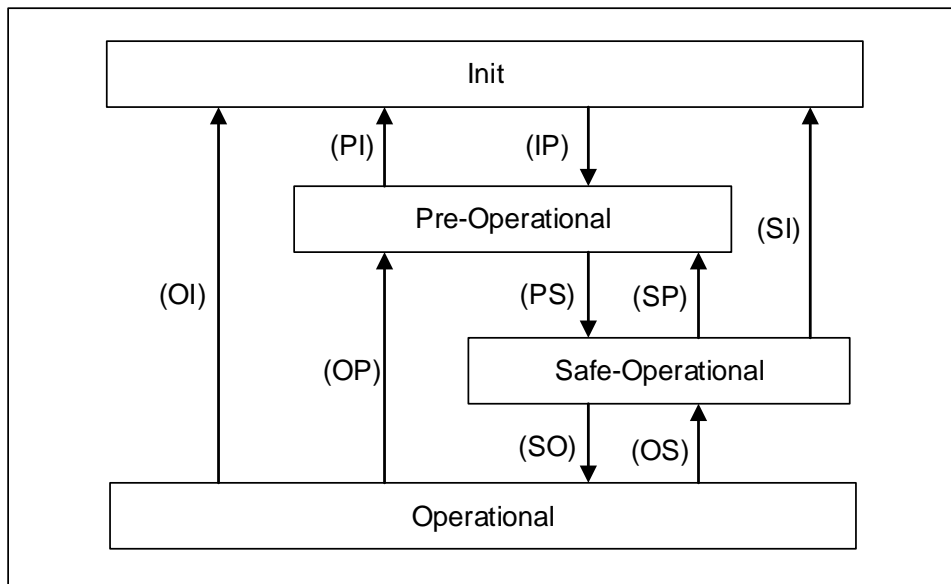 Init
(PI)
(IP)
Pre-Operational
(SI)
(OI)
(PS)
(SP)
(OP)
Safe-Operational
(SO)
(OS)
Operational